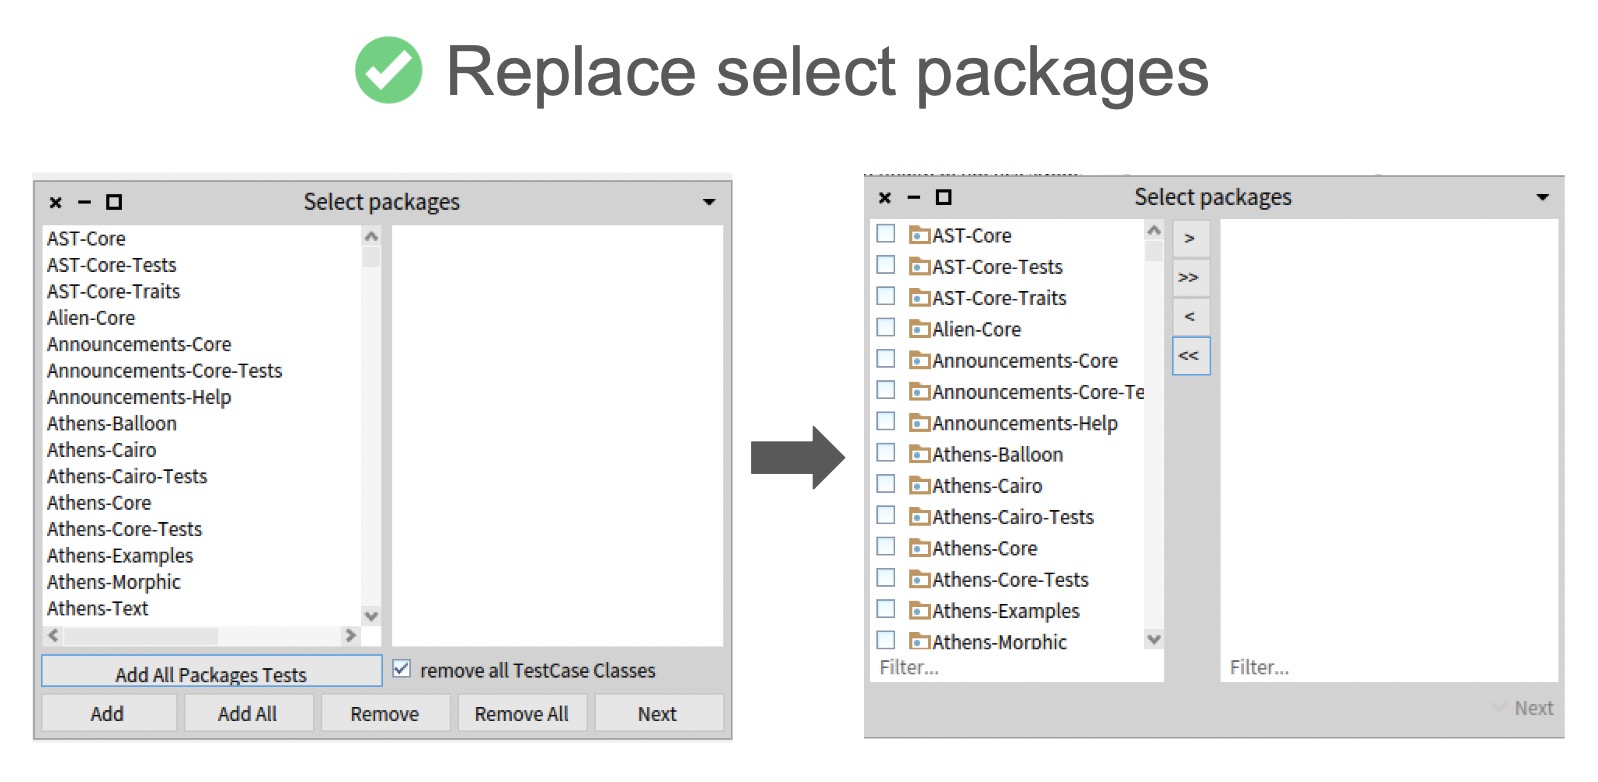 Replace select packages
Select packages
AST-Core
AST-Core-Tests
AST-Core-Traits
Alien-Core
Announcements-Core
Announcements-Core-Tests
Announcements-Help
Athens-Balloon
Athens-Cairo
Athens-Cairo-Tests
Athens-Core
Athens-Core-Tests
Athens-Examples
Athens-Morphic
Athens-Text
Add All Packages Tests
remove all TestCase Classes
Add
Add All
Remove
Remove All
Next
Select packages
AST-Core
AST-Core-Tests
AST-Core-Traits
Alien-Core
Announcements-Core
Announcements-Core-Te
Announcements-Help
Athens-Balloon
Athens-Cairo
Athens-Cairo-Tests
Athens-Core
Athens-Core-Tests
Athens-Examples
Athens-Morphic
Filter...
>
>>
<
<<
Filter...
Next